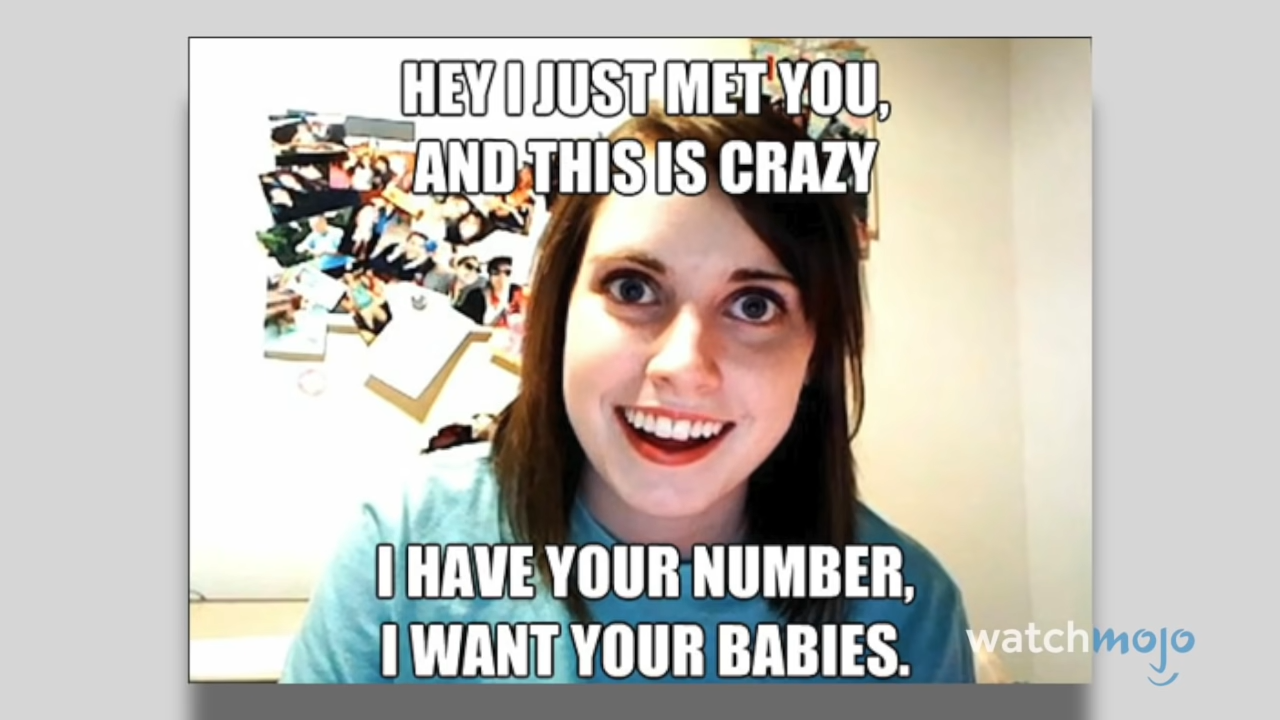 HEY I JUST MET YOU,
AND THIS IS CRAZY
I HAVE YOUR NUMBER,
I WANT YOUR BABIES.
watchmojo